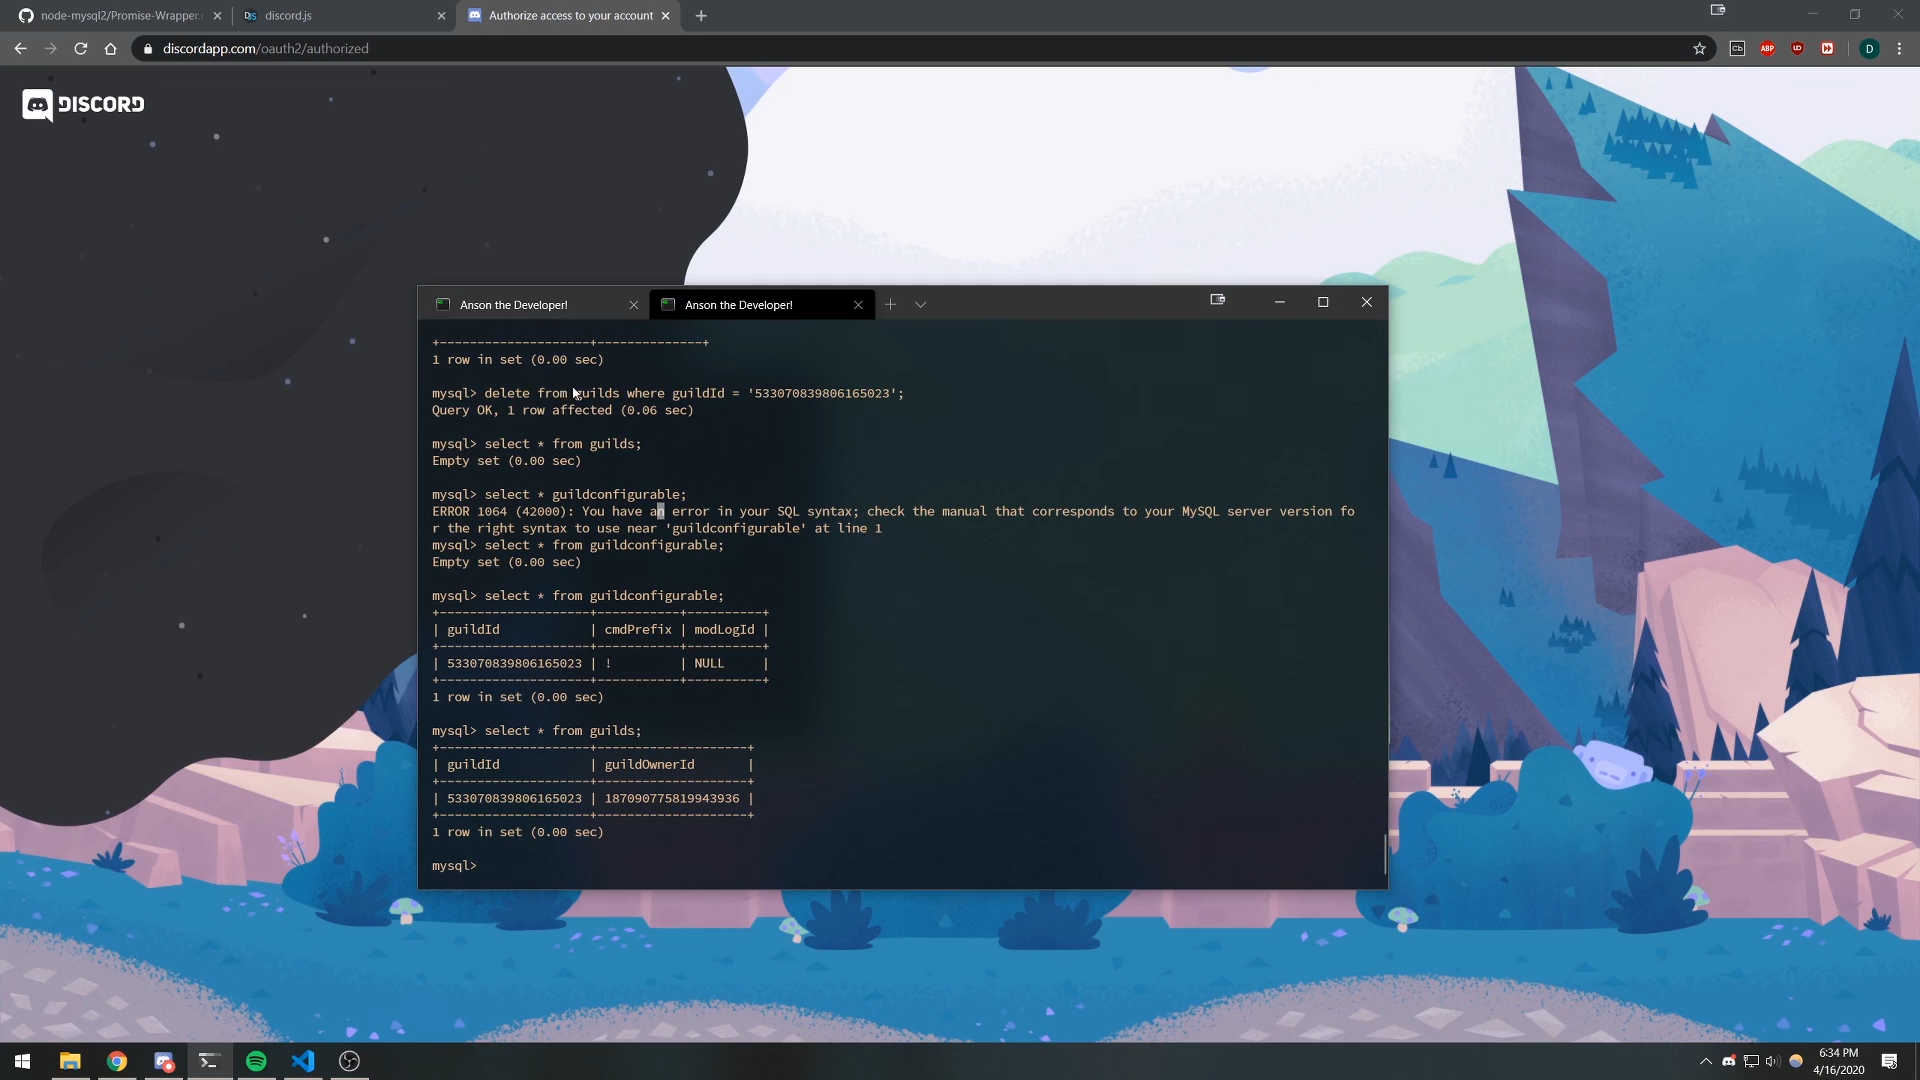 node-mysql2/Promise-Wrapper.
discord.js
Authorize access to your account
discordapp.com/oauth2/authorized
Cb
ABP
UD
D
DISCORD
Anson the Developer!
Anson the Developer!
+--------------------+--------------+
1 row in set (0.00 sec)
mysql> delete from guilds where guildId = '533070839806165023';
Query OK, 1 row affected (0.06 sec)
mysql> select * from guilds;
Empty set (0.00 sec)
mysql> select * guildconfigurable;
ERROR 1064 (42000): You have an error in your SQL syntax; check the manual that corresponds to your MySQL server version fo
r the right syntax to use near 'guildconfigurable' at line 1
mysql> select * from guildconfigurable;
Empty set (0.00 sec)
mysql> select * from guildconfigurable;
+--------------------+-----------+----------+
| guildId            | cmdPrefix | modLogId |
+--------------------+-----------+----------+
| 533070839806165023 | !         | NULL     |
+--------------------+-----------+----------+
1 row in set (0.00 sec)
mysql> select * from guilds;
+--------------------+--------------------+
| guildId            | guildOwnerId       |
+--------------------+--------------------+
| 533070839806165023 | 187090775819943936 |
+--------------------+--------------------+
1 row in set (0.00 sec)
mysql>
6:34 PM
4/16/2020